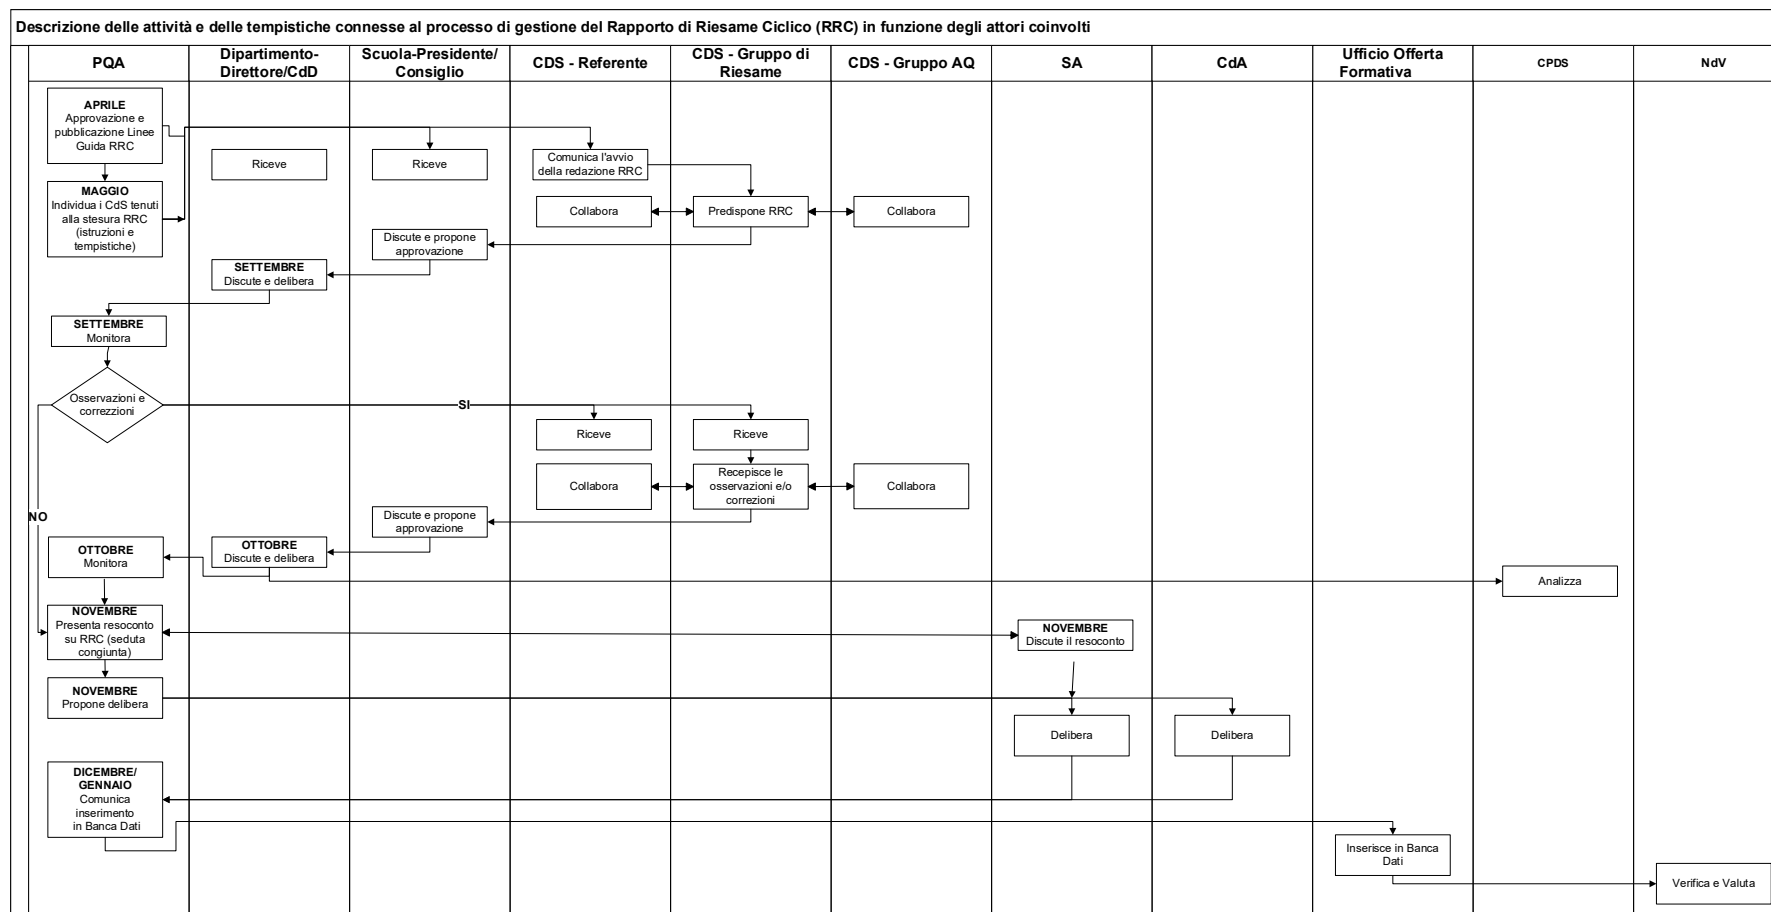 Descrizione delle attività e delle tempistiche connesse al processo di gestione del Rapporto di Riesame Ciclico (RRC) in funzione degli attori coinvolti
PQA
Dipartimento-
Direttore/CdD
Scuola-Presidente/
Consiglio
CDS - Referente
CDS - Gruppo di
Riesame
CDS - Gruppo AQ
SA
CdA
Ufficio Offerta
Formativa
CPDS
NdV
APRILE
Approvazione e
pubblicazione Linee
Guida RRC
Riceve
Riceve
Comunica l'avvio
della redazione RRC
MAGGIO
Individua i CdS tenuti
alla stesura RRC
(istruzioni e
tempistiche)
Collabora
Predispone RRC
Collabora
Discute e propone
approvazione
SETTEMBRE
Discute e delibera
SETTEMBRE
Monitora
Osservazioni e
correzzioni
SI
Riceve
Riceve
Collabora
Recepisce le
osservazioni e/o
correzioni
Collabora
NO
Discute e propone
approvazione
OTTOBRE
Monitora
OTTOBRE
Discute e delibera
Analizza
NOVEMBRE
Presenta resoconto
su RRC (seduta
congiunta)
NOVEMBRE
Discute il resoconto
NOVEMBRE
Propone delibera
Delibera
Delibera
DICEMBRE/
GENNAIO
Comunica
inserimento
in Banca Dati
Inserisce in Banca
Dati
Verifica e Valuta